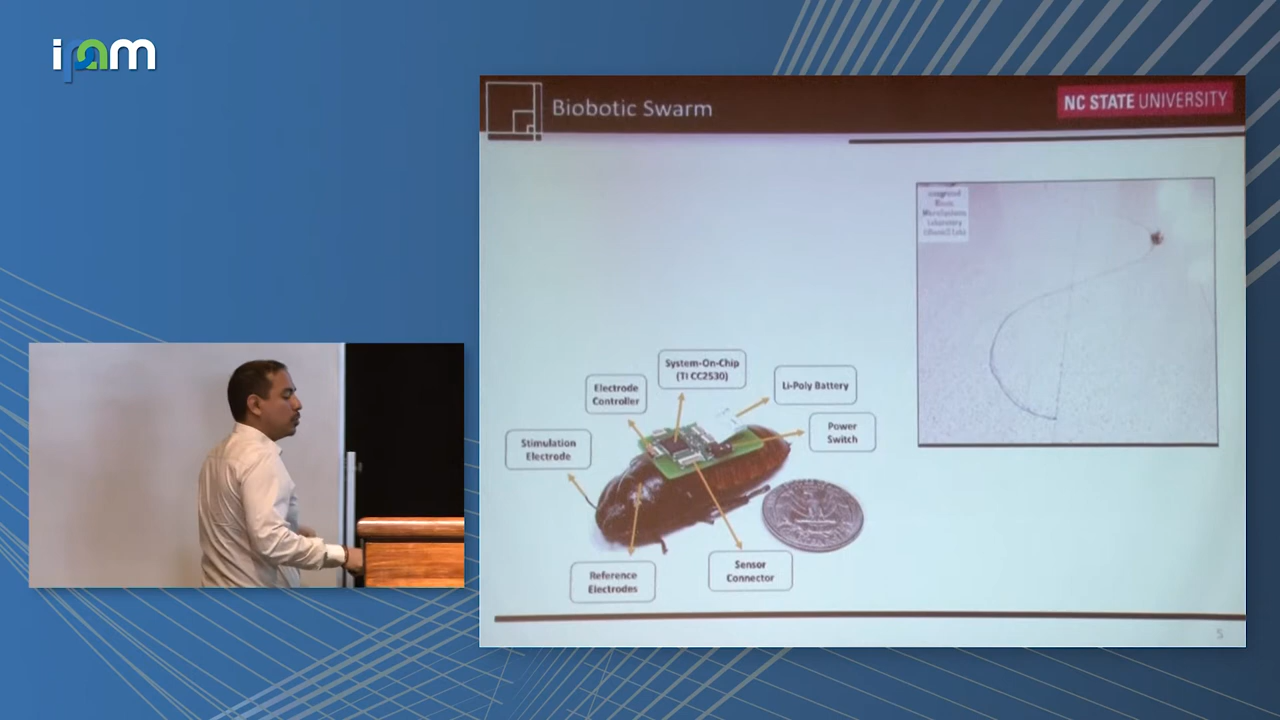 ipam
Biobotic Swarm
NC STATE UNIVERSITY
System-On-Chip
(TI CC2530)
Electrode
Controller
Li-Poly Battery
Power
Switch
Stimulation
Electrode
Reference
Electrodes
Sensor
Connector
5